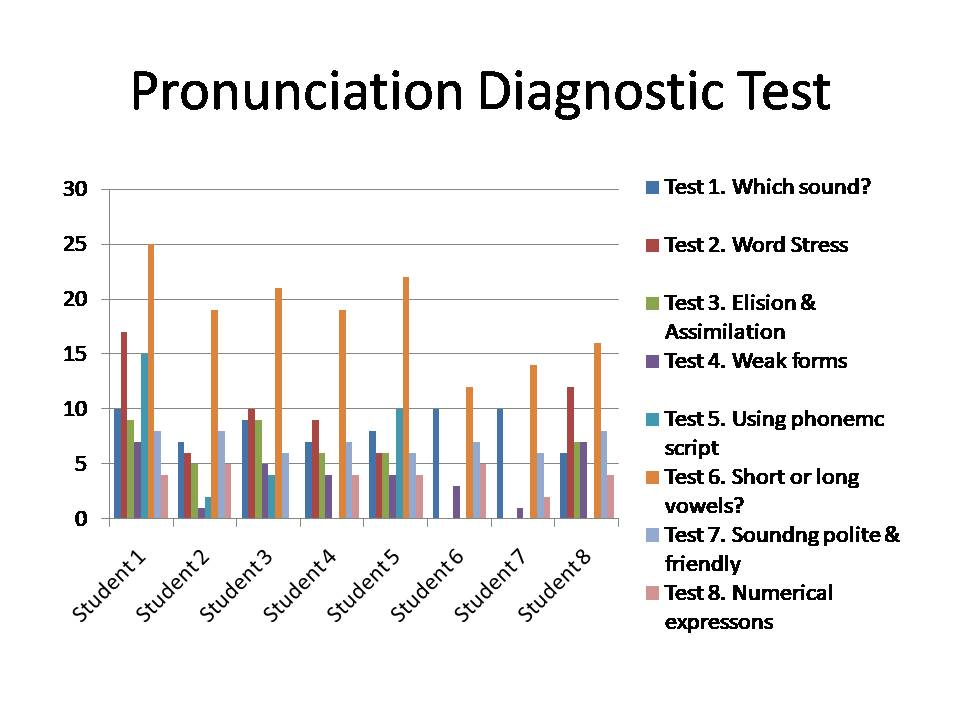 Pronunciation Diagnostic Test
30
25
20
15
10
5
0
Student 1
Student 2
Student 3
Student 4
Student 5
Student 6
Student 7
Student 8
Test 1. Which sound?
Test 2. Word Stress
Test 3. Elision &
Assimilation
Test 4. Weak forms
Test 5. Using phonemc
script
Test 6. Short or long
vowels?
Test 7. Soundng polite &
friendly
Test 8. Numerical
expressons